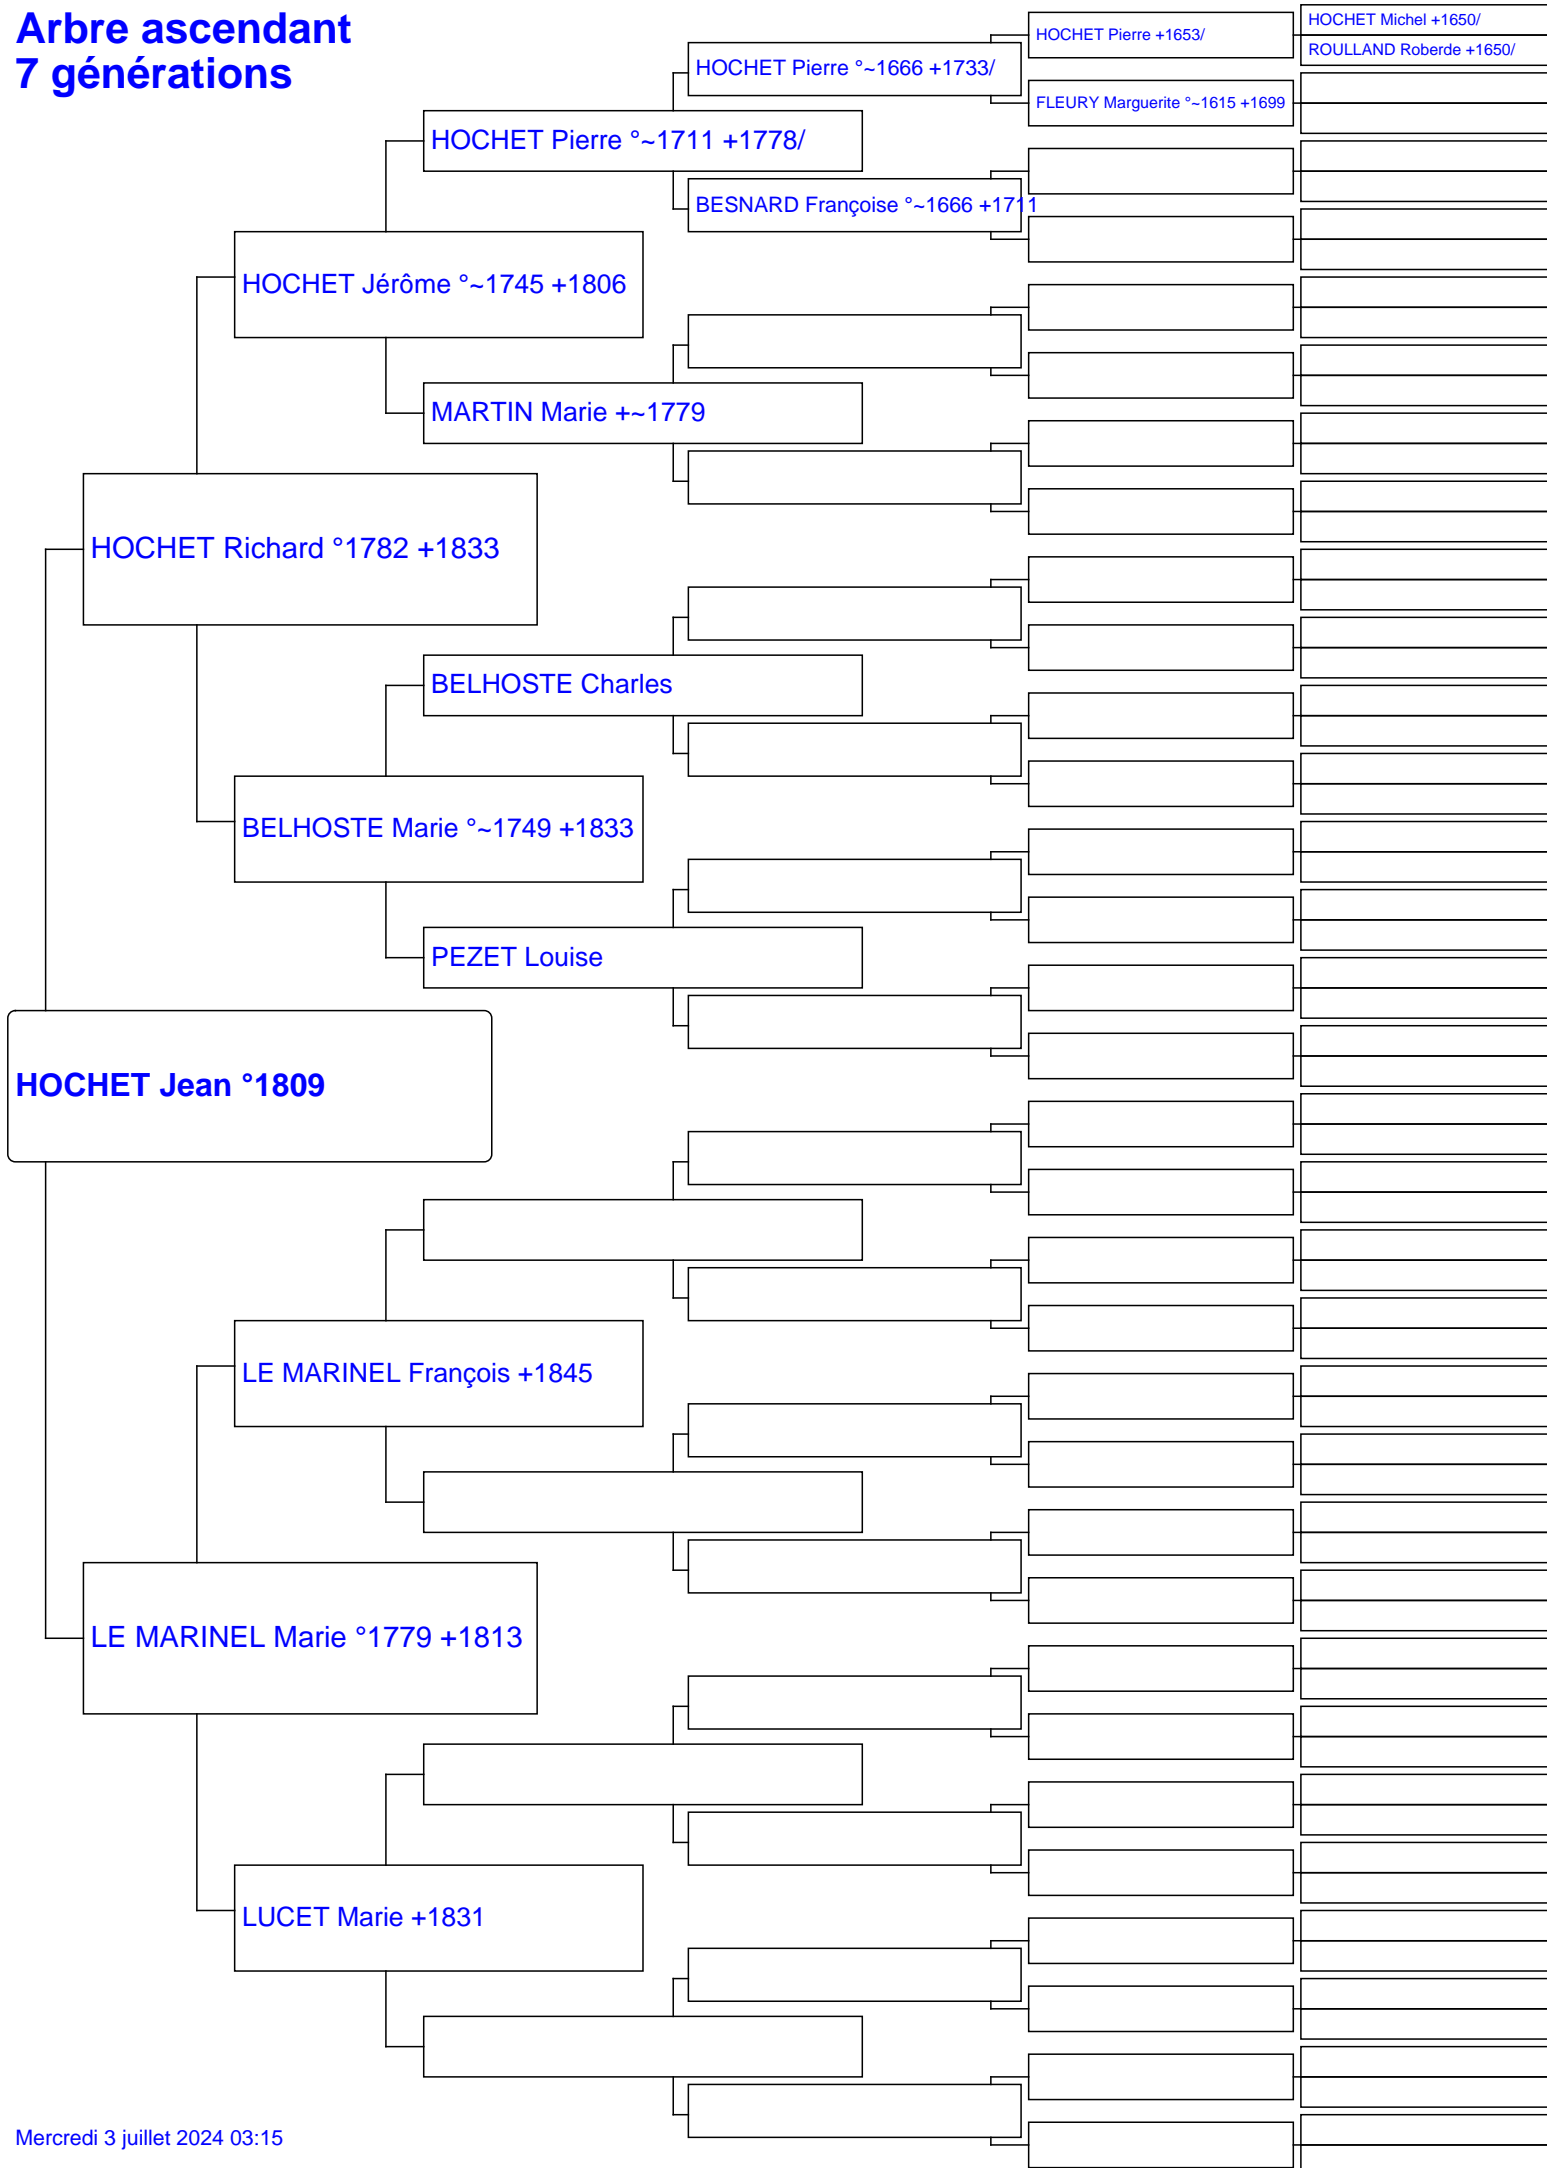 Arbre ascendant
7 générations
HOCHET Jean °1809
HOCHET Richard °1782 +1833
HOCHET Jérôme °~1745 +1806
HOCHET Pierre °~1711 +1778/
HOCHET Pierre °~1666 +1733/
HOCHET Pierre +1653/
HOCHET Michel +1650/
ROULLAND Roberde +1650/
FLEURY Marguerite °~1615 +1699
BESNARD Françoise °~1666 +1711
MARTIN Marie +~1779
BELHOSTE Marie °~1749 +1833
BELHOSTE Charles
PEZET Louise
LE MARINEL Marie °1779 +1813
LE MARINEL François +1845
LUCET Marie +1831
Mercredi 3 juillet 2024 03:15